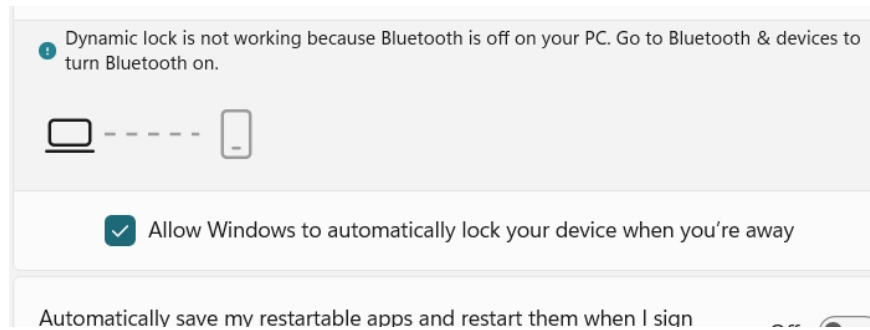 Dynamic lock is not working because Bluetooth is off on your PC. Go to Bluetooth & devices to
turn Bluetooth on.
Allow Windows to automatically lock your device when you’re away
Automatically save my restartable apps and restart them when I sign
Off